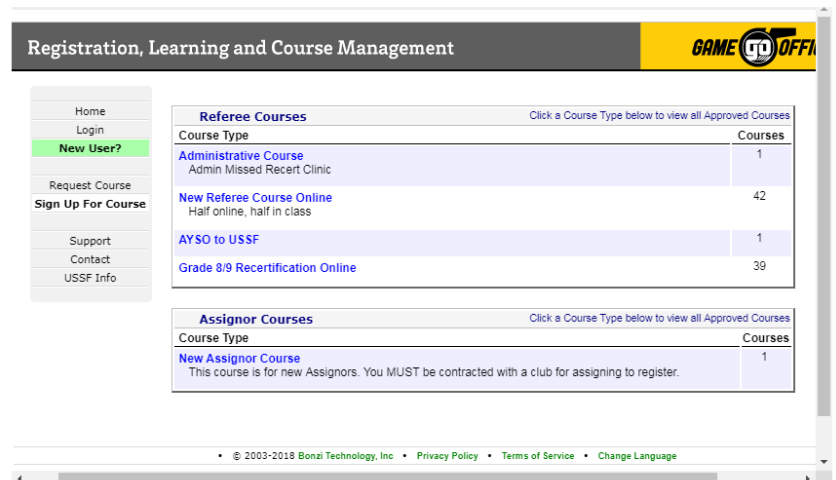 Registration, Learning and Course Management
GAME GO OFFI
Home
Login
New User?
Request Course
Sign Up For Course
Support
Contact
USSF Info
Referee Courses Click a Course Type below to view all Approved Courses
Course Type Courses
Administrative Course 1
Admin Missed Recert Clinic
New Referee Course Online 42
Half online, half in class
AYSO to USSF 1
Grade 8/9 Recertification Online 39
Assignor Courses Click a Course Type below to view all Approved Courses
Course Type Courses
New Assignor Course 1
This course is for new Assignors. You MUST be contracted with a club for assigning to register.
• © 2003-2018 Bonzi Technology, Inc • Privacy Policy • Terms of Service • Change Language